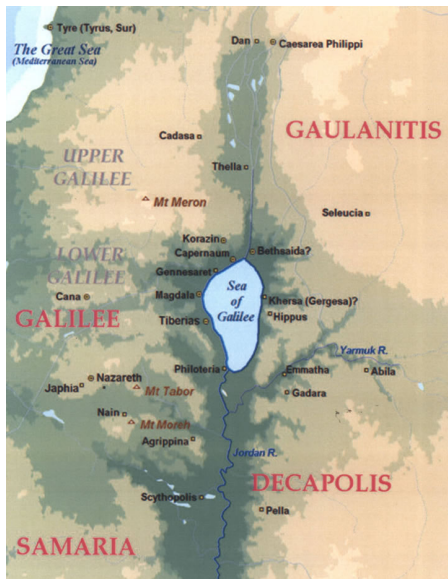 Tyre (Tyrus, Sur)
The Great Sea
(Mediterranean Sea)
Dan
Caesarea Philippi
Cadasa
GAULANITIS
UPPER
GALILEE
Thella
Mt Meron
Seleucia
Korazin
LOWER
GALILEE
Capernaum
Bethsaida?
Gennesaret
Cana
Magdala
Sea
of
Galilee
Khersa (Gergesa)?
GALILEE
Tiberias
Hippus
Yarmuk R.
Philoteria
Emmatha
Abila
Nazareth
Japhia
Mt Tabor
Gadara
Nain
Mt Moreh
Agrippina
Jordan R.
DECAPOLIS
Scythopolis
Pella
SAMARIA